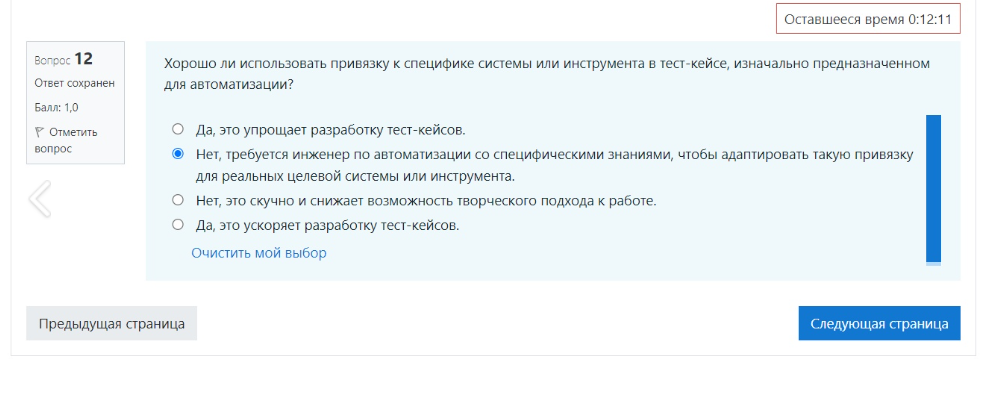 Оставшееся время 0:12:11
Вопрос 12
Ответ сохранен
Балл: 1,0
Отметить
вопрос
Хорошо ли использовать привязку к специфике системы или инструмента в тест-кейсе, изначально предназначенном
для автоматизации?
Да, это упрощает разработку тест-кейсов.
Нет, требуется инженер по автоматизации со специфическими знаниями, чтобы адаптировать такую привязку
для реальных целевой системы или инструмента.
Нет, это скучно и снижает возможность творческого подхода к работе.
Да, это ускоряет разработку тест-кейсов.
Очистить мой выбор
Предыдущая страница
Следующая страница